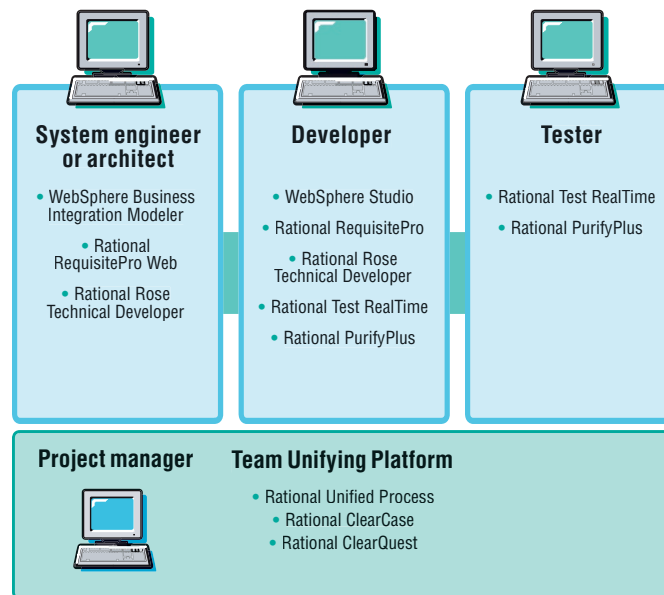 System engineer
or architect
• WebSphere Business
Integration Modeler
• Rational
RequisitePro Web
• Rational Rose
Technical Developer
Developer
• WebSphere Studio
• Rational RequisitePro
• Rational Rose
Technical Developer
• Rational Test RealTime
• Rational PurifyPlus
Tester
• Rational Test RealTime
• Rational PurifyPlus
Project manager
Team Unifying Platform
• Rational Unified Process
• Rational ClearCase
• Rational ClearQuest